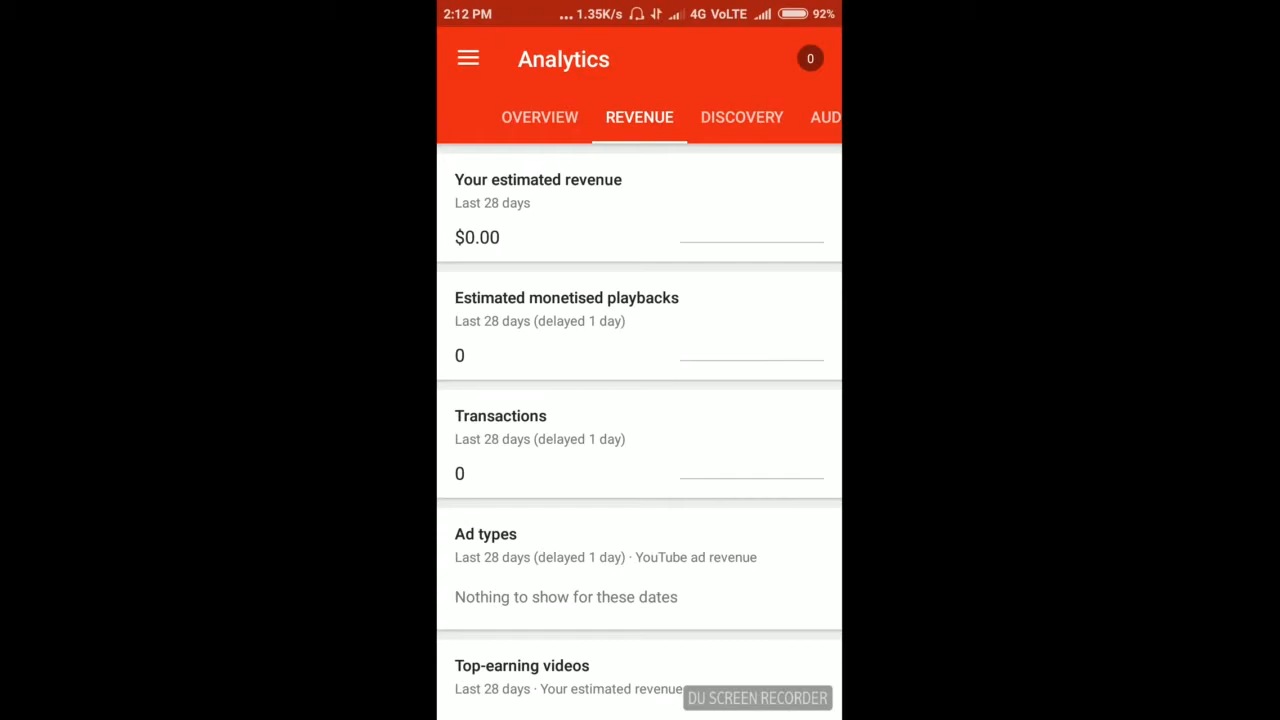 2:12 PM ... 1.35K/s 4G VoLTE 92%
Analytics 0
OVERVIEW REVENUE DISCOVERY AUD
Your estimated revenue
Last 28 days
$0.00
Estimated monetised playbacks
Last 28 days (delayed 1 day)
0
Transactions
Last 28 days (delayed 1 day)
0
Ad types
Last 28 days (delayed 1 day) · YouTube ad revenue
Nothing to show for these dates
Top-earning videos
Last 28 days · Your estimated revenue
DU SCREEN RECORDER